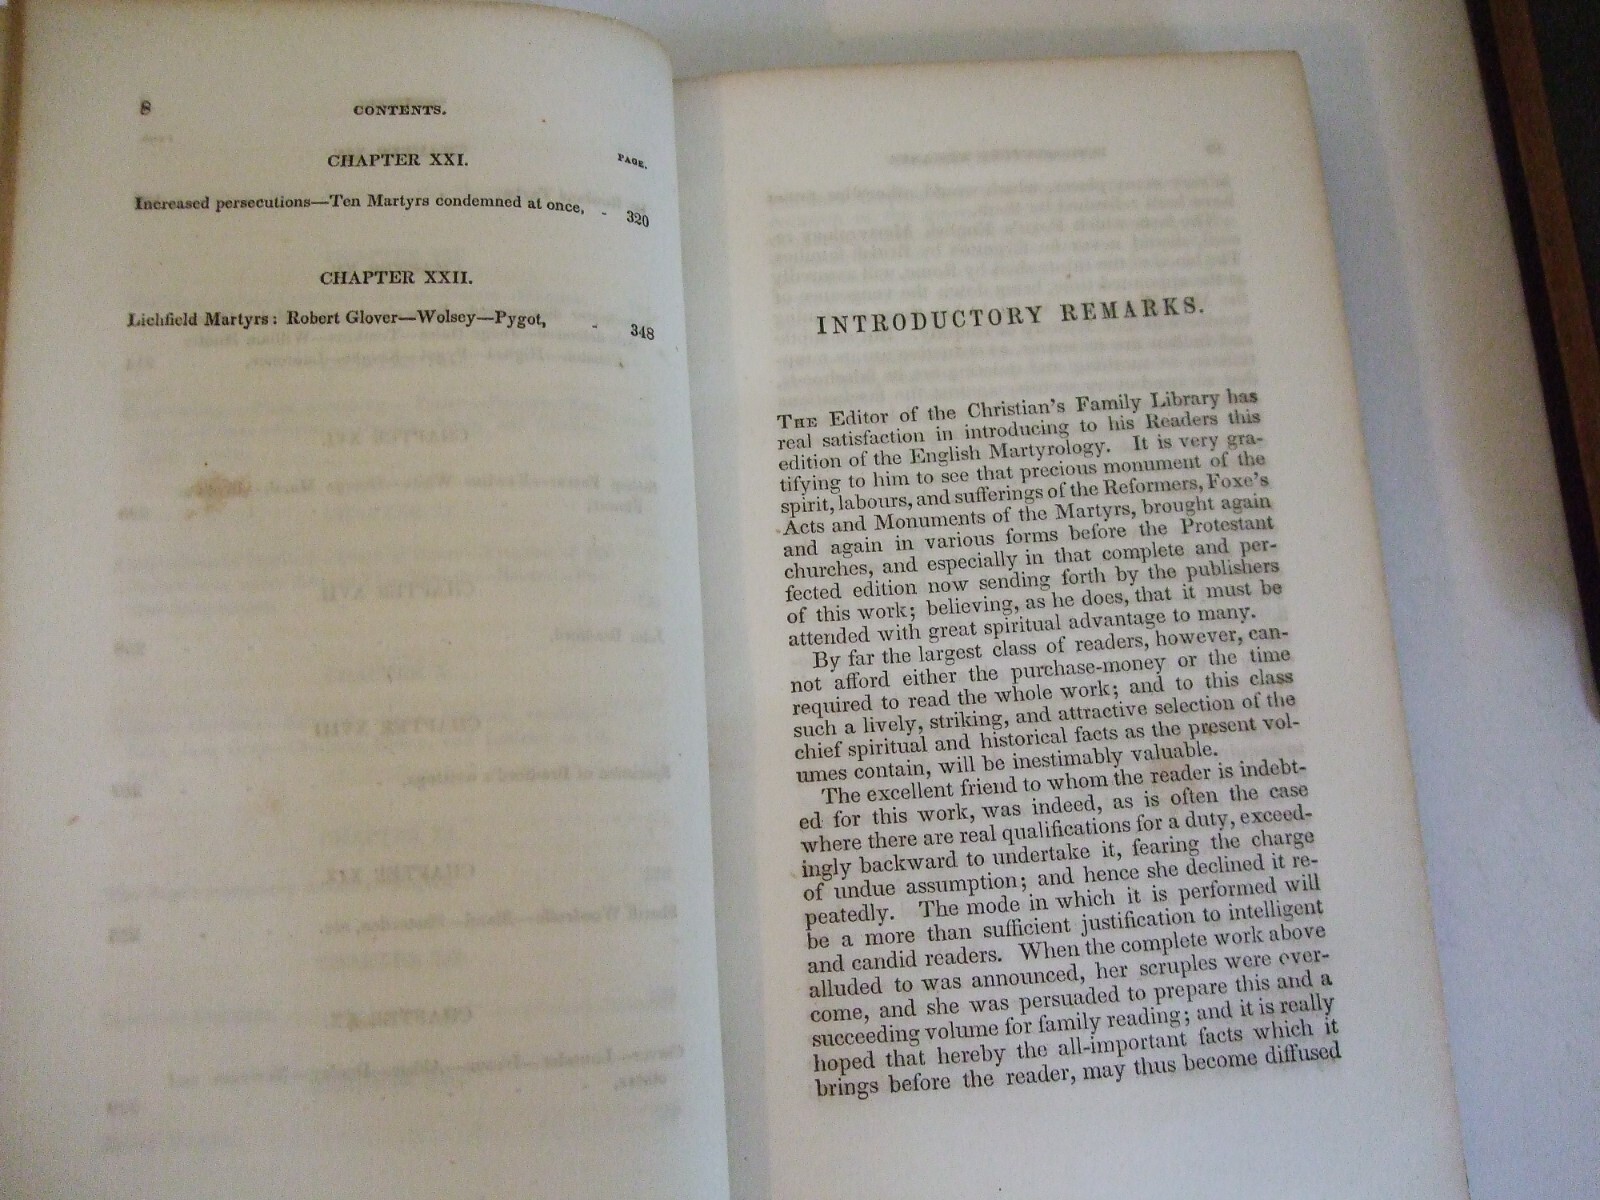 8
CONTENTS.
CHAPTER XXI.
PAGE.
Increased persecutions—Ten Martyrs condemned at once, - 320
CHAPTER XXII.
Lichfield Martyrs: Robert Glover—Wolsey—Pygot, - 348
INTRODUCTORY REMARKS.
THE Editor of the Christian's Family Library has
real satisfaction in introducing to his Readers this
edition of the English Martyrology. It is very gra-
tifying to him to see that precious monument of the
spirit, labours, and sufferings of the Reformers, Foxe's
Acts and Monuments of the Martyrs, brought again
and again in various forms before the Protestant
churches, and especially in that complete and per-
fected edition now sending forth by the publishers
of this work; believing, as he does, that it must be
attended with great spiritual advantage to many.
By far the largest class of readers, however, can-
not afford either the purchase-money or the time
required to read the whole work; and to this class
such a lively, striking, and attractive selection of the
chief spiritual and historical facts as the present vol-
umes contain, will be inestimably valuable.
The excellent friend to whom the reader is indebt-
ed for this work, was indeed, as is often the case
where there are real qualifications for a duty, exceed-
ingly backward to undertake it, fearing the charge
of undue assumption; and hence she declined it re-
peatedly. The mode in which it is performed will
be a more than sufficient justification to intelligent
and candid readers. When the complete work above
alluded to was announced, her scruples were over-
come, and she was persuaded to prepare this and a
succeeding volume for family reading; and it is really
hoped that hereby the all-important facts which it
brings before the reader, may thus become diffused